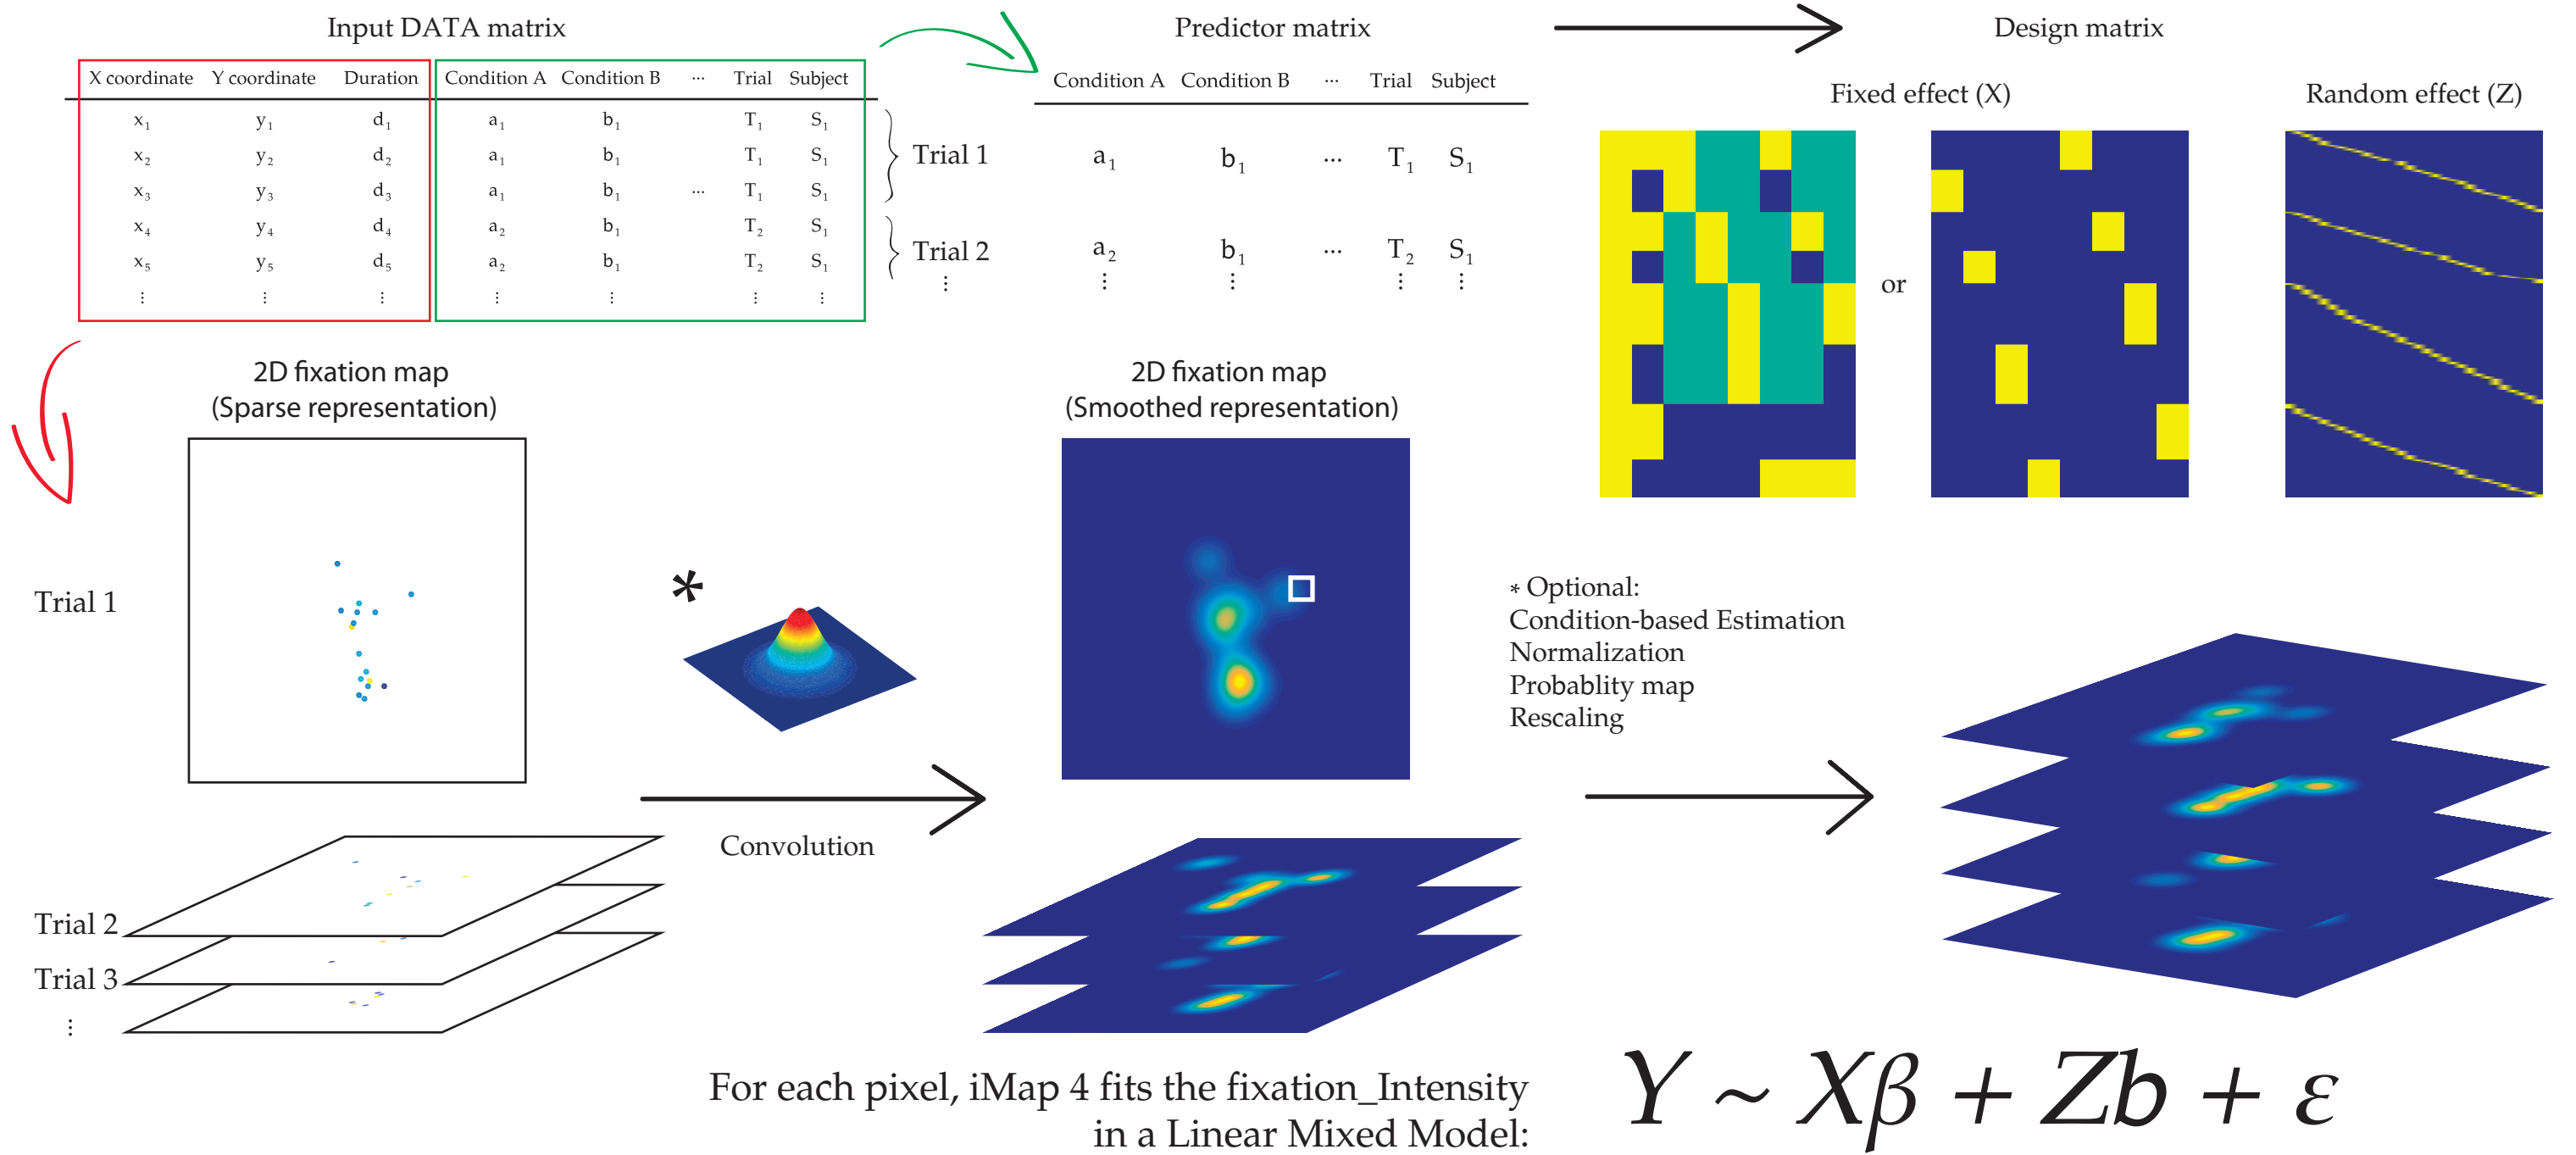 Input DATA matrix
X coordinate Y coordinate Duration Condition A Condition B ... Trial Subject
x1 y1 d1 a1 b1 T1 S1
x2 y2 d2 a1 b1 T1 S1
x3 y3 d3 a1 b1 ... T1 S1
x4 y4 d4 a2 b1 T2 S1
x5 y5 d5 a2 b1 T2 S1
⋮ ⋮ ⋮ ⋮ ⋮ ⋮ ⋮
Trial 1
Trial 2
⋮
Predictor matrix
Condition A Condition B ... Trial Subject
a1 b1 ... T1 S1
a2 b1 ... T2 S1
⋮ ⋮ ⋮ ⋮
Design matrix
Fixed effect (X)
Random effect (Z)
or
2D fixation map
(Sparse representation)
Trial 1
Trial 2
Trial 3
⋮
*
Convolution
2D fixation map
(Smoothed representation)
* Optional:
Condition-based Estimation
Normalization
Probablity map
Rescaling
For each pixel, iMap 4 fits the fixation_Intensity
in a Linear Mixed Model:
Y ~ Xβ + Zb + ε